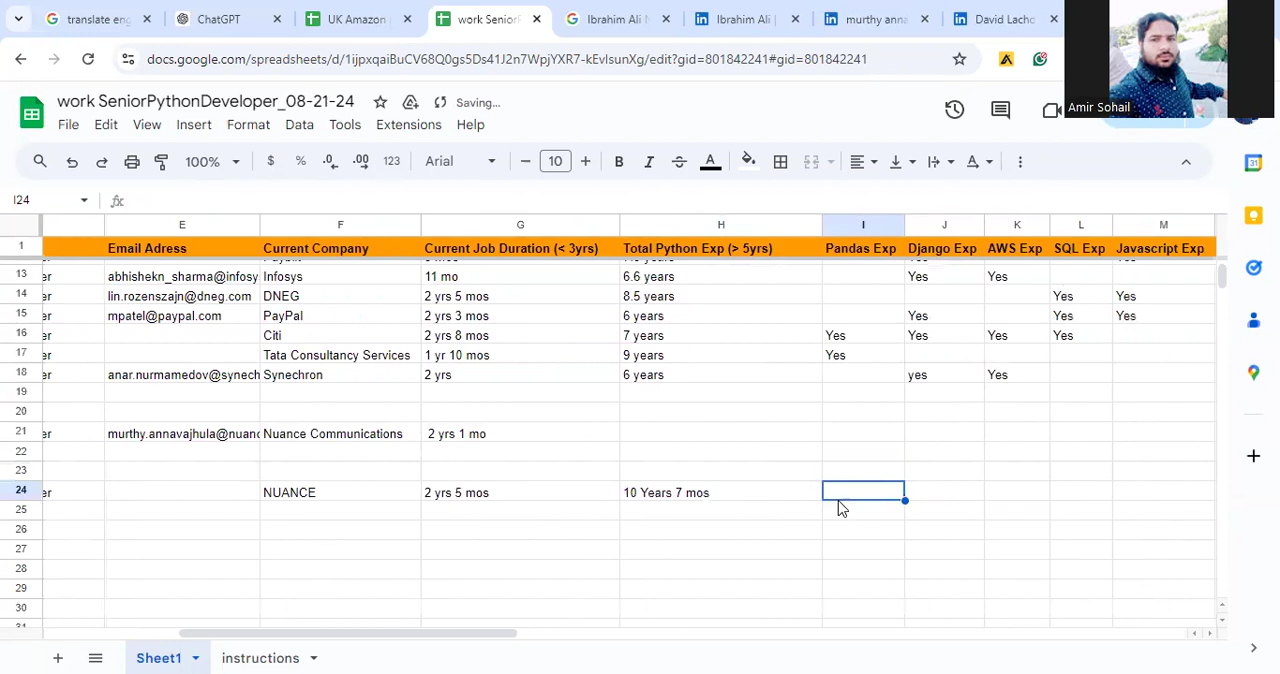 translate eng
ChatGPT
UK Amazon
work SeniorP
Ibrahim Ali
Ibrahim Ali |
murthy anna
David Lacho
docs.google.com/spreadsheets/d/1ijpxqaiBuCV68Q0gs5Ds41J2n7WpjYXR7-kEvIsunXg/edit?gid=801842241#gid=801842241
Amir Sohail
work SeniorPythonDeveloper_08-21-24 Saving...
File Edit View Insert Format Data Tools Extensions Help
100% $ % .0 .00 123 Arial 10 B I S A
I24 fx
E F G H I J K L M
1 Email Adress Current Company Current Job Duration (< 3yrs) Total Python Exp (> 5yrs) Pandas Exp Django Exp AWS Exp SQL Exp Javascript Exp
13 er abhishekn_sharma@infosy Infosys 11 mo 6.6 years Yes Yes
14 er lin.rozenszajn@dneg.com DNEG 2 yrs 5 mos 8.5 years Yes Yes
15 er mpatel@paypal.com PayPal 2 yrs 3 mos 6 years Yes Yes Yes
16 er Citi 2 yrs 8 mos 7 years Yes Yes Yes Yes
17 er Tata Consultancy Services 1 yr 10 mos 9 years Yes
18 er anar.nurmamedov@synech Synechron 2 yrs 6 years yes Yes
19
20
21 er murthy.annavajhula@nuanc Nuance Communications 2 yrs 1 mo
22
23
24 er NUANCE 2 yrs 5 mos 10 Years 7 mos
25
26
27
28
29
30
Sheet1 instructions